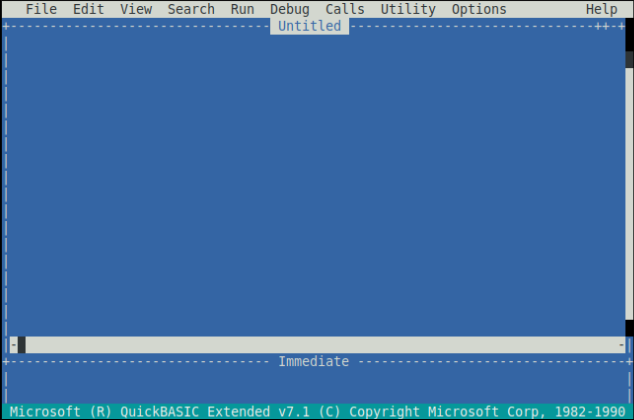 File Edit View Search Run Debug Calls Utility Options Help
Untitled
Immediate
Microsoft (R) QuickBASIC Extended v7.1 (C) Copyright Microsoft Corp, 1982-1990